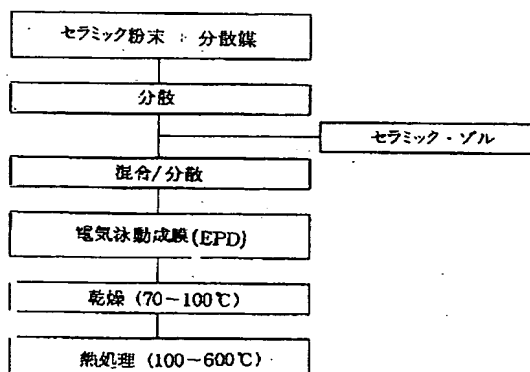 セラミック粉末 + 分散媒
分散
セラミック・ゾル
混合/分散
電気泳動成膜(EPD)
乾燥 (70~100℃)
熱処理 (100~600℃)